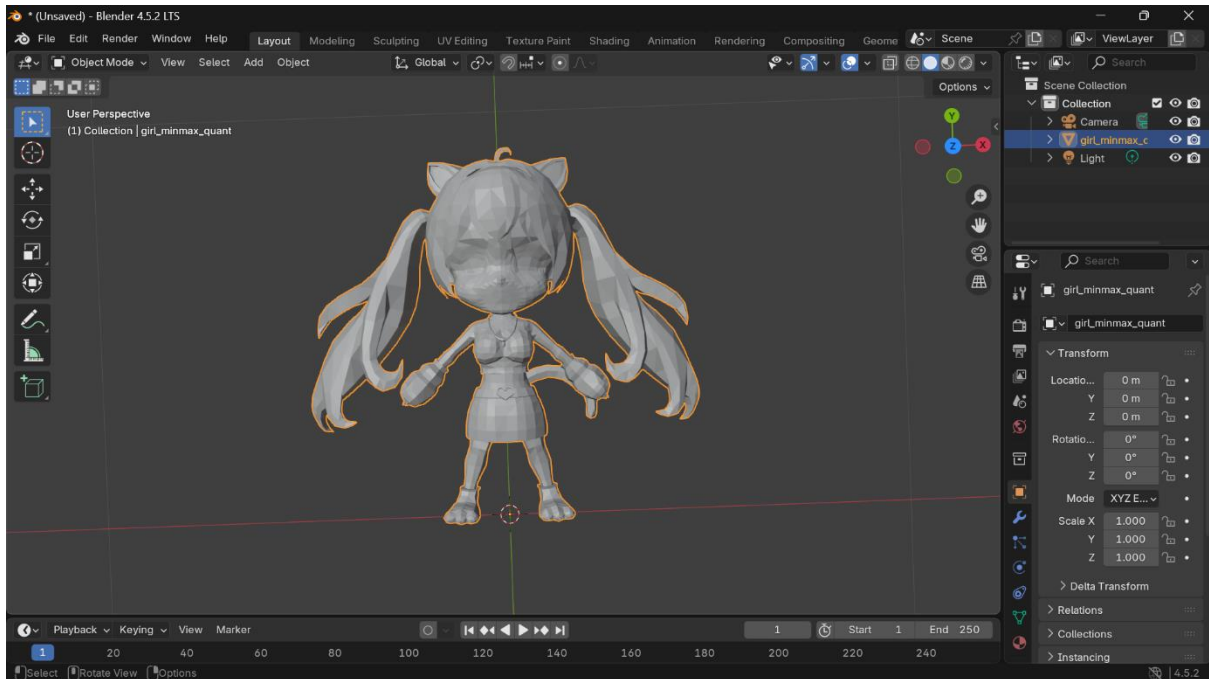 * (Unsaved) - Blender 4.5.2 LTS
File Edit Render Window Help Layout Modeling Sculpting UV Editing Texture Paint Shading Animation Rendering Compositing Geome Scene ViewLayer
Object Mode View Select Add Object Global Search
Options
User Perspective
(1) Collection | girl_minmax_quant
Y
Z
X
Scene Collection
Collection
Camera
girl_minmax_c
Light
Search
girl_minmax_quant
girl_minmax_quant
Transform
Locatio... 0 m
Y 0 m
Z 0 m
Rotatio... 0°
Y 0°
Z 0°
Mode XYZ E...
Scale X 1.000
Y 1.000
Z 1.000
Delta Transform
Relations
Collections
Instancing
Playback Keying View Marker 1 Start 1 End 250
1 20 40 60 80 100 120 140 160 180 200 220 240
Select Rotate View Options 4.5.2